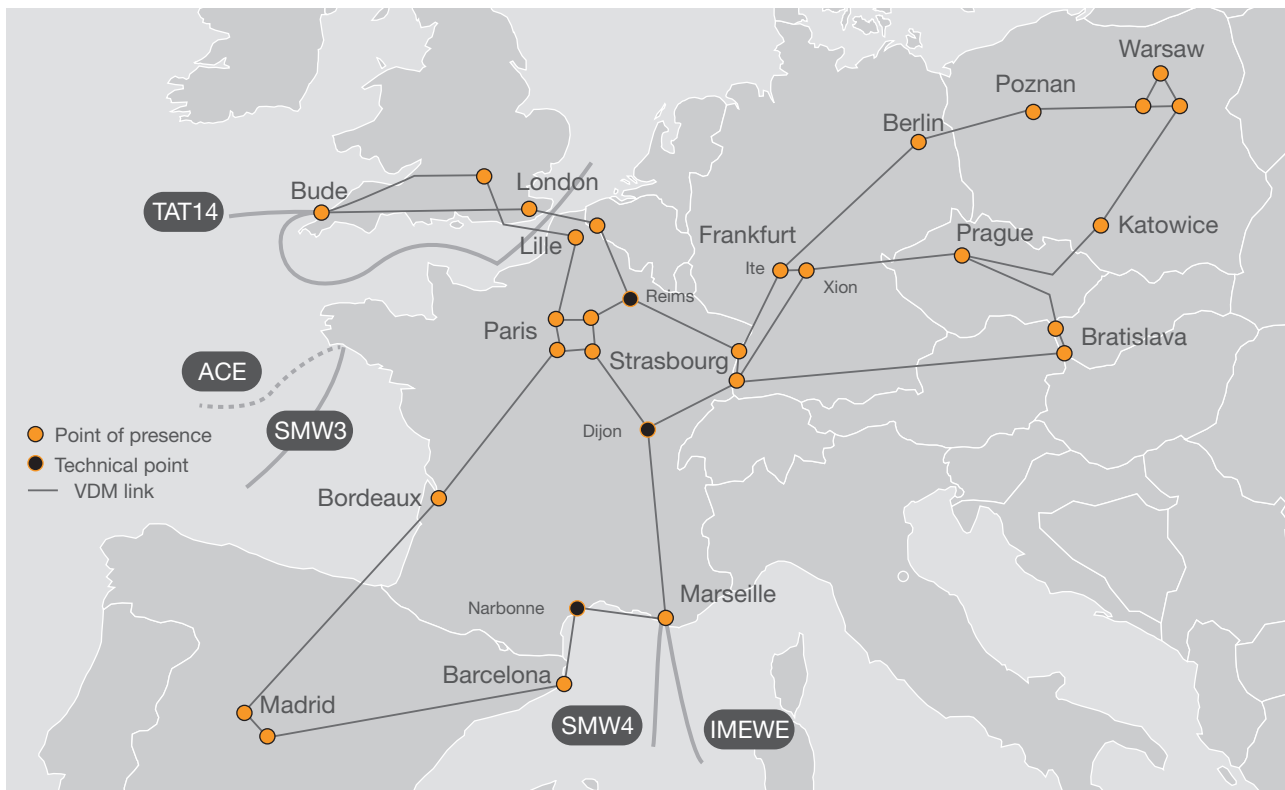 Warsaw
Poznan
Berlin
Bude
London
TAT14
Katowice
Prague
Frankfurt
Lille
Ite
Xion
Reims
Paris
Bratislava
Strasbourg
ACE
SMW3
Point of presence
Dijon
Technical point
VDM link
Bordeaux
Marseille
Narbonne
Barcelona
Madrid
SMW4
IMEWE